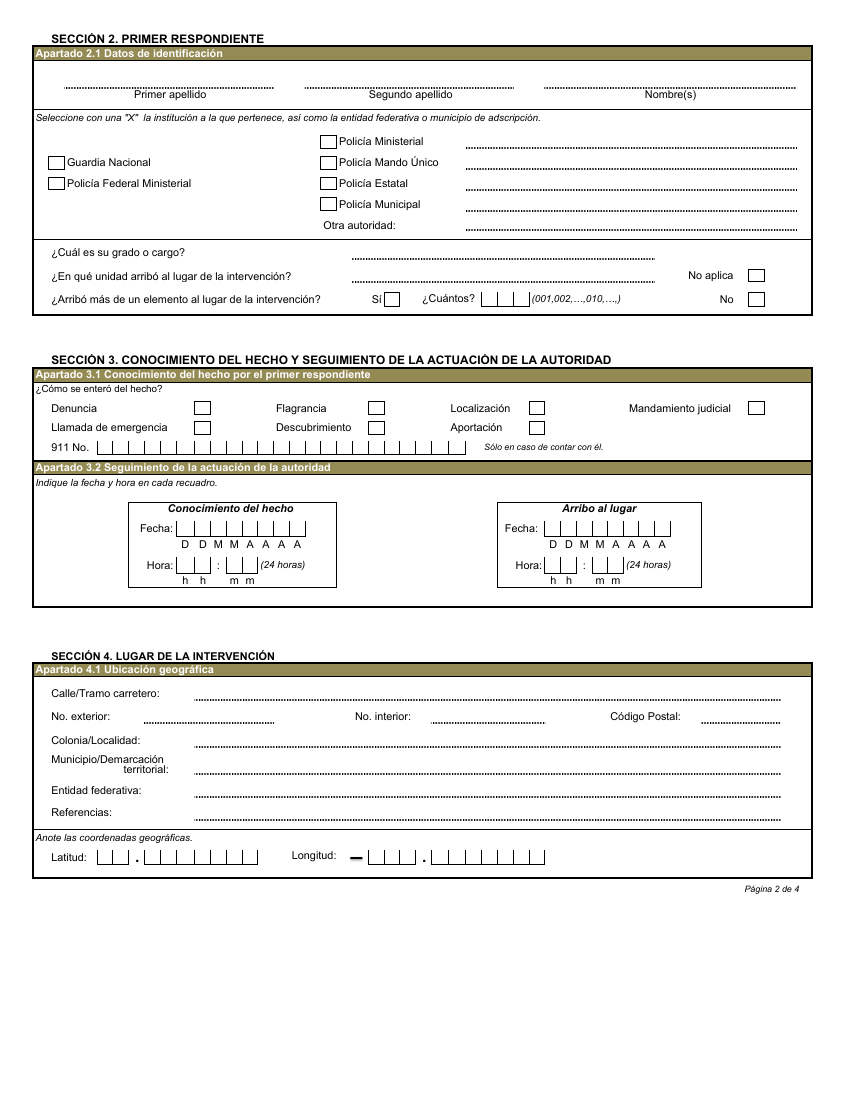 SECCIÓN 2. PRIMER RESPONDIENTE
Apartado 2.1 Datos de identificación
Primer apellido Segundo apellido Nombre(s)
Seleccione con una "X" la institución a la que pertenece, así como la entidad federativa o municipio de adscripción.
Policía Ministerial
Guardia Nacional Policía Mando Único
Policía Federal Ministerial Policía Estatal
Policía Municipal
Otra autoridad:
¿Cuál es su grado o cargo?
¿En qué unidad arribó al lugar de la intervención? No aplica
¿Arribó más de un elemento al lugar de la intervención? Sí ¿Cuántos? (001,002,…,010,…,) No
SECCIÓN 3. CONOCIMIENTO DEL HECHO Y SEGUIMIENTO DE LA ACTUACIÓN DE LA AUTORIDAD
Apartado 3.1 Conocimiento del hecho por el primer respondiente
¿Cómo se enteró del hecho?
Denuncia Flagrancia Localización Mandamiento judicial
Llamada de emergencia Descubrimiento Aportación
911 No. Sólo en caso de contar con él.
Apartado 3.2 Seguimiento de la actuación de la autoridad
Indique la fecha y hora en cada recuadro.
Conocimiento del hecho Arribo al lugar
Fecha: Fecha:
D D M M A A A A D D M M A A A A
Hora: : (24 horas) Hora: : (24 horas)
h h m m h h m m
SECCIÓN 4. LUGAR DE LA INTERVENCIÓN
Apartado 4.1 Ubicación geográfica
Calle/Tramo carretero:
No. exterior: No. interior: Código Postal:
Colonia/Localidad:
Municipio/Demarcación
territorial:
Entidad federativa:
Referencias:
Anote las coordenadas geográficas.
Latitud: . Longitud: – .
Página 2 de 4